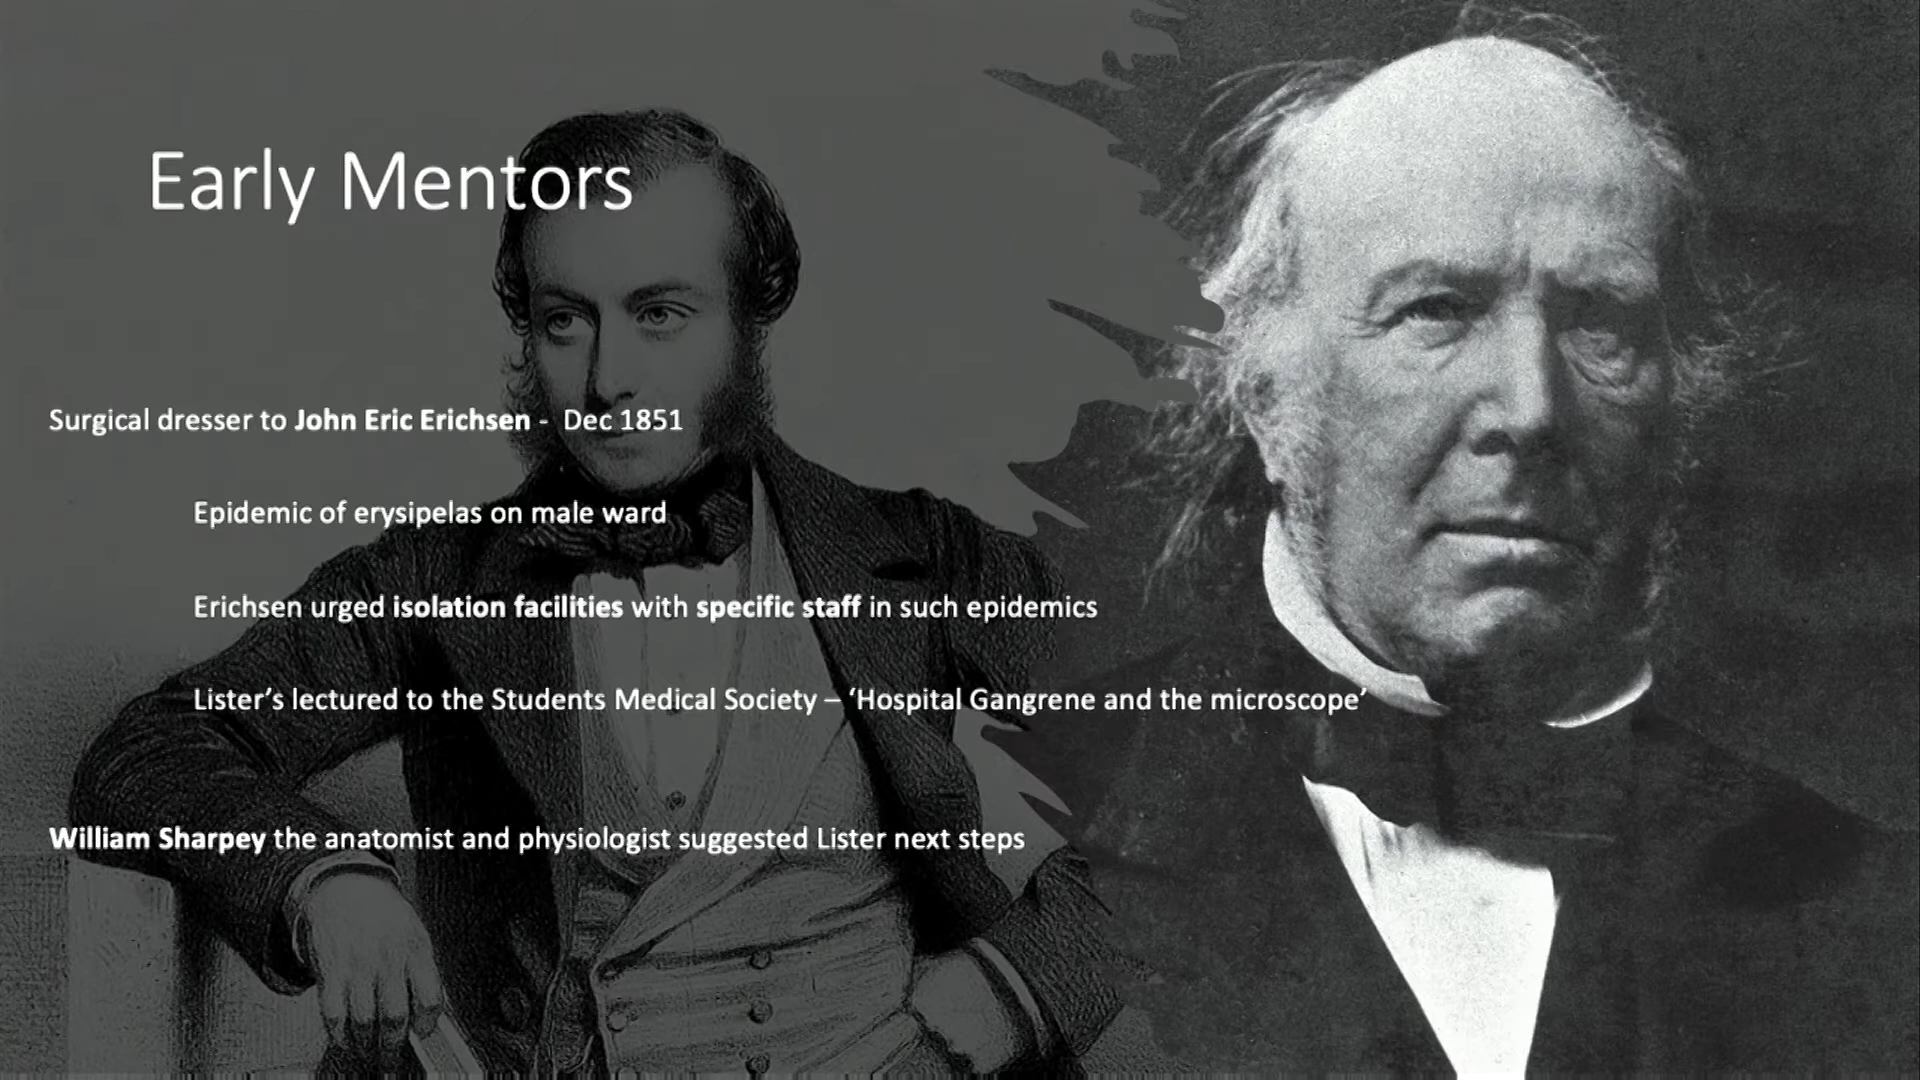 Early Mentors
Surgical dresser to John Eric Erichsen - Dec 1851
Epidemic of erysipelas on male ward
Erichsen urged isolation facilities with specific staff in such epidemics
Lister’s lectured to the Students Medical Society – ‘Hospital Gangrene and the microscope’
William Sharpey the anatomist and physiologist suggested Lister next steps